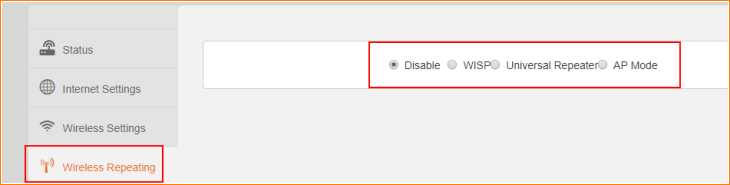 Status
Internet Settings
Wireless Settings
Wireless Repeating
Disable WISP Universal Repeater AP Mode